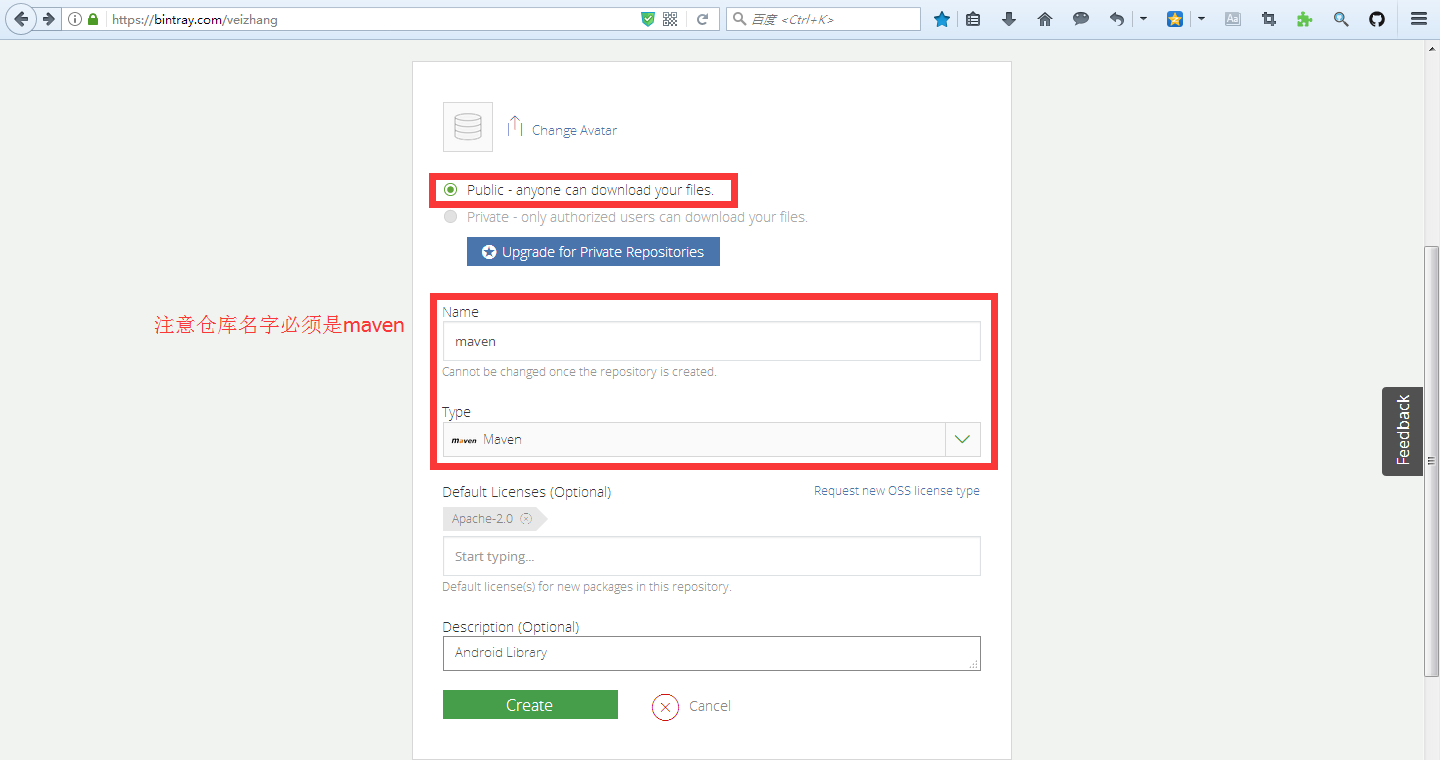 https://bintray.com/veizhang
百度 <Ctrl+K>
Change Avatar
Public - anyone can download your files.
Private - only authorized users can download your files.
Upgrade for Private Repositories
注意仓库名字必须是maven
Name
maven
Cannot be changed once the repository is created.
Type
maven Maven
Default Licenses (Optional)
Request new OSS license type
Apache-2.0
Start typing...
Default license(s) for new packages in this repository.
Description (Optional)
Android Library
Create
Cancel
Feedback